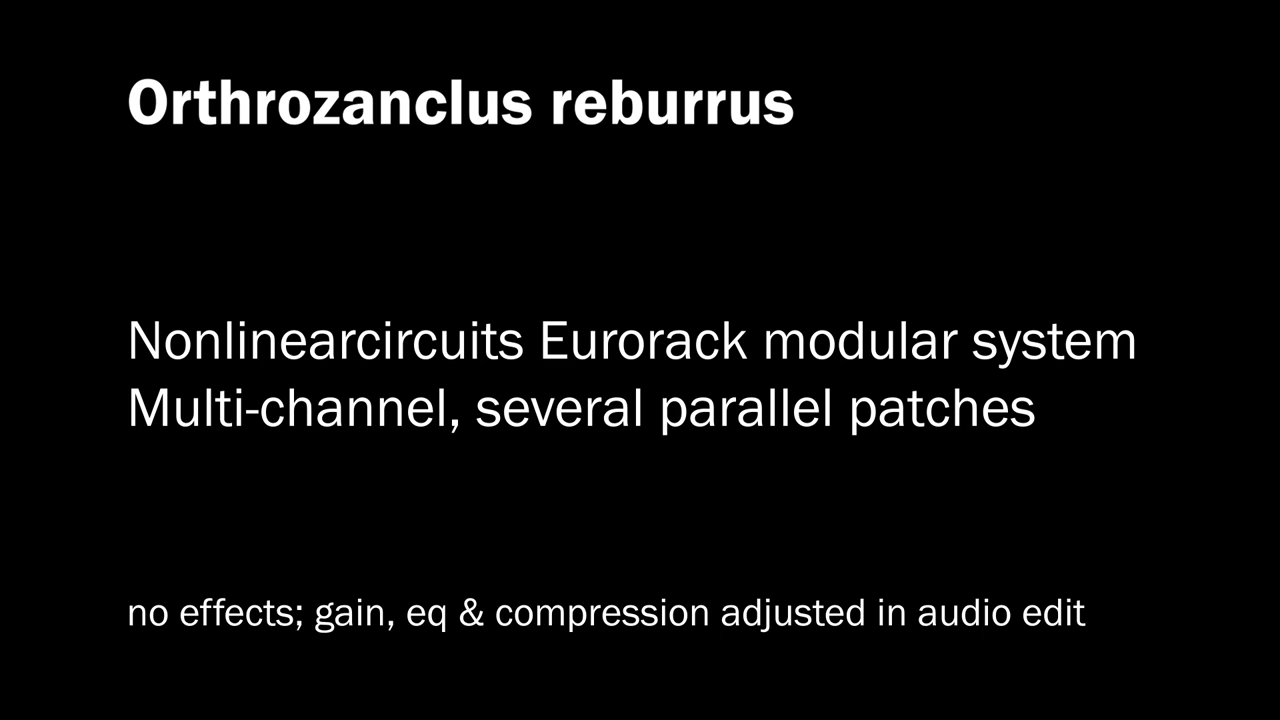 Orthrozanclus reburrus
Nonlinearcircuits Eurorack modular system
Multi-channel, several parallel patches
no effects; gain, eq & compression adjusted in audio edit